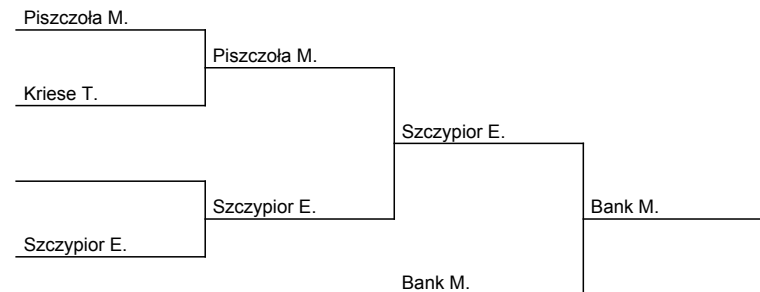 Piszczoła M.
Piszczoła M.
Kriese T.
Szczypior E.
Szczypior E.
Bank M.
Szczypior E.
Bank M.